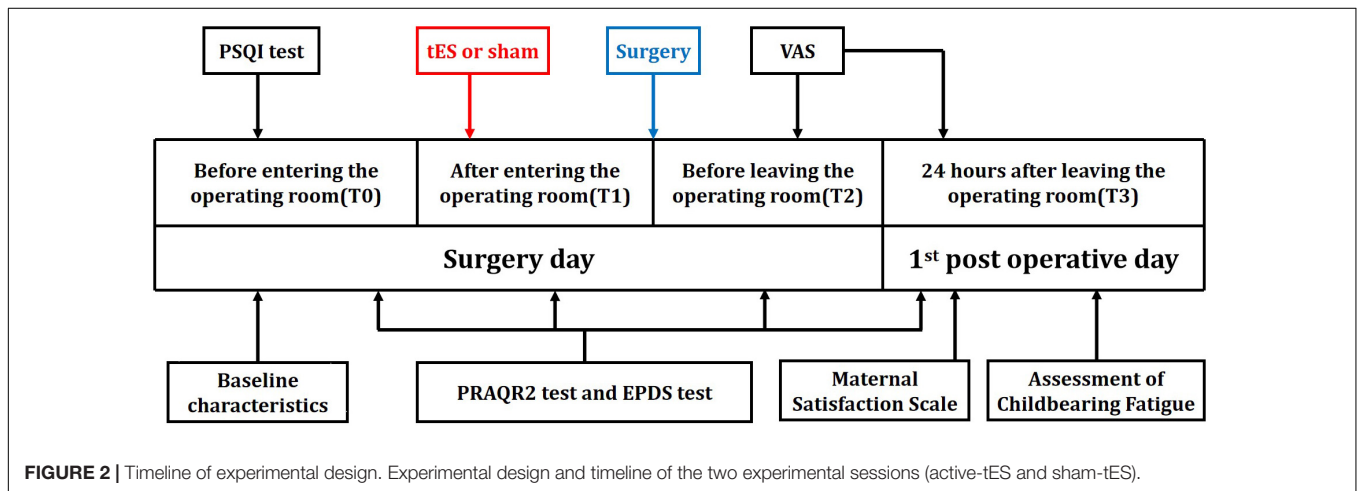 PSQI test
tES or sham
Surgery
VAS
Before entering the
operating room(T0)
After entering the
operating room(T1)
Before leaving the
operating room(T2)
24 hours after leaving the
operating room(T3)
Surgery day
1st post operative day
Baseline
characteristics
PRAQR2 test and EPDS test
Maternal
Satisfaction Scale
Assessment of
Childbearing Fatigue
FIGURE 2 | Timeline of experimental design. Experimental design and timeline of the two experimental sessions (active-tES and sham-tES).